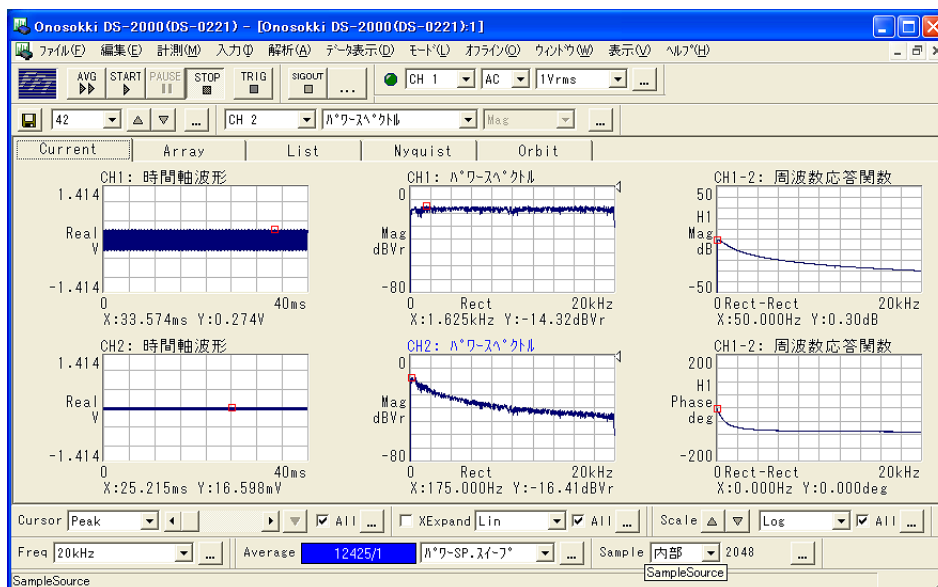 Onosokki DS-2000(DS-0221) - [Onosokki DS-2000(DS-0221):1]
ファイル(F) 編集(E) 計測(M) 入力(I) 解析(A) データ表示(D) モード(L) オフライン(O) ウィンドウ(W) 表示(V) ヘルプ(H)
AVG START PAUSE STOP TRIG SIGOUT ... CH 1 AC 1Vrms ...
42 ... CH 2 パワースペクトル Mag ...
Current Array List Nyquist Orbit
CH1: 時間軸波形
1.414
Real
V
-1.414
0 40ms
X:33.574ms Y:0.274V
CH1: パワースペクトル
0
Mag
dBVr
-80
0 Rect 20kHz
X:1.625kHz Y:-14.32dBVr
CH1-2: 周波数応答関数
50
H1
Mag
dB
-50
0Rect-Rect 20kHz
X:50.000Hz Y:0.30dB
CH2: 時間軸波形
1.414
Real
V
-1.414
0 40ms
X:25.215ms Y:16.598mV
CH2: パワースペクトル
0
Mag
dBVr
-80
0 Rect 20kHz
X:175.000Hz Y:-16.41dBVr
CH1-2: 周波数応答関数
200
H1
Phase
deg
-200
0Rect-Rect 20kHz
X:0.000Hz Y:0.000deg
Cursor Peak All ... XExpand Lin All ... Scale Log All ...
Freq 20kHz ... Average 12425/1 パワーSP.スイープ ... Sample 内部 2048 ...
SampleSource
SampleSource